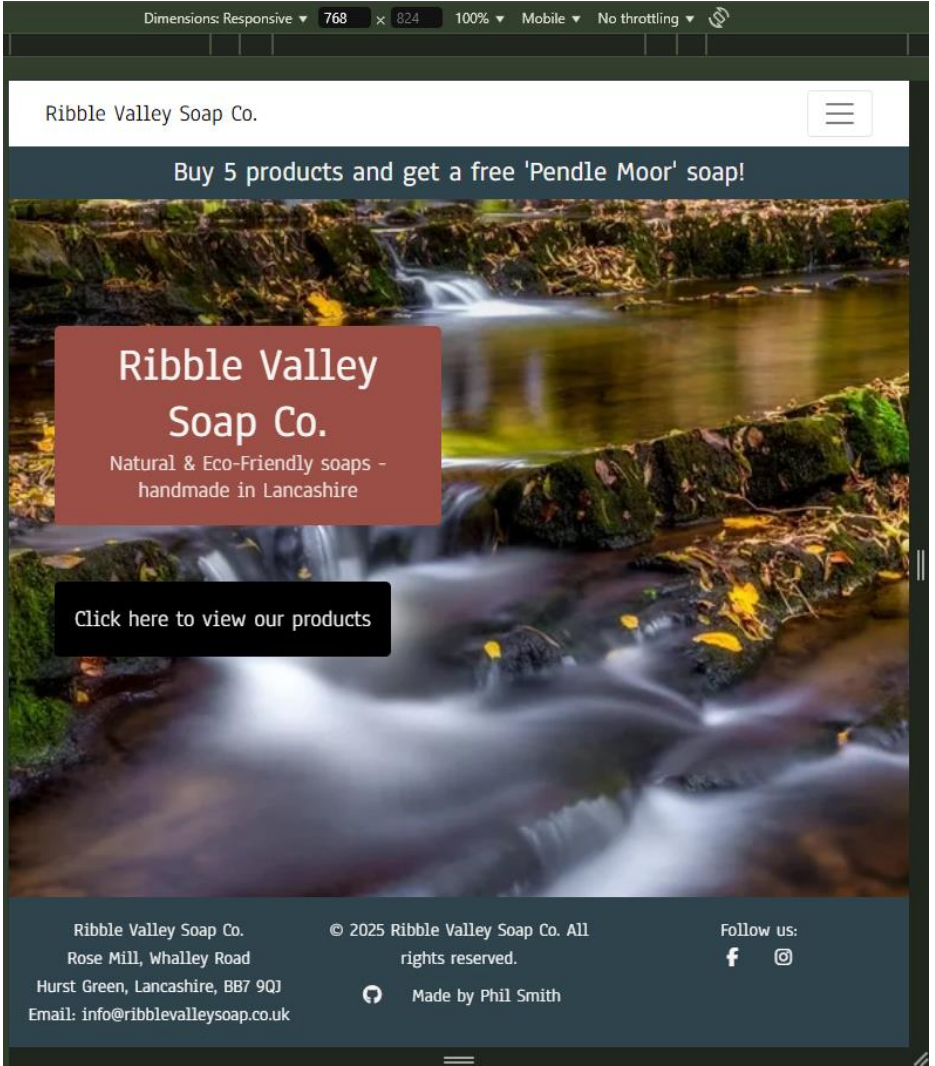 Dimensions: Responsive ▼ 768 × 824 100% ▼ Mobile ▼ No throttling ▼
Ribble Valley Soap Co.
Buy 5 products and get a free 'Pendle Moor' soap!
Ribble Valley
Soap Co.
Natural & Eco-Friendly soaps -
handmade in Lancashire
Click here to view our products
Ribble Valley Soap Co.
Rose Mill, Whalley Road
Hurst Green, Lancashire, BB7 9QJ
Email: info@ribblevalleysoap.co.uk
© 2025 Ribble Valley Soap Co. All
rights reserved.
Made by Phil Smith
Follow us: